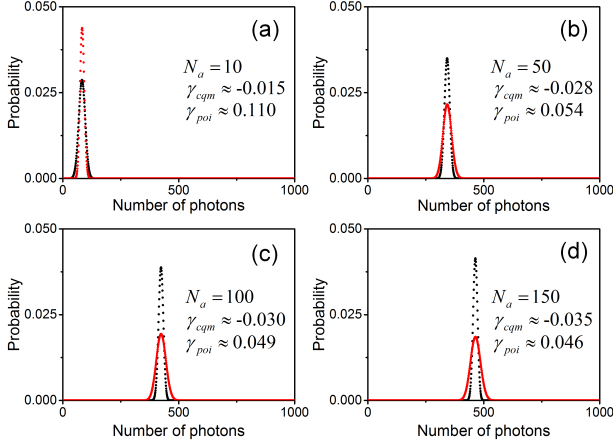 0.050
(a)
Probability
N_a = 10
γ_cqm ≈ -0.015
0.025
γ_poi ≈ 0.110
0.000
0
500
1000
Number of photons
0.050
(b)
Probability
N_a = 50
γ_cqm ≈ -0.028
0.025
γ_poi ≈ 0.054
0.000
0
500
1000
Number of photons
0.050
(c)
Probability
N_a = 100
γ_cqm ≈ -0.030
0.025
γ_poi ≈ 0.049
0.000
0
500
1000
Number of photons
0.050
(d)
Probability
N_a = 150
γ_cqm ≈ -0.035
0.025
γ_poi ≈ 0.046
0.000
0
500
1000
Number of photons